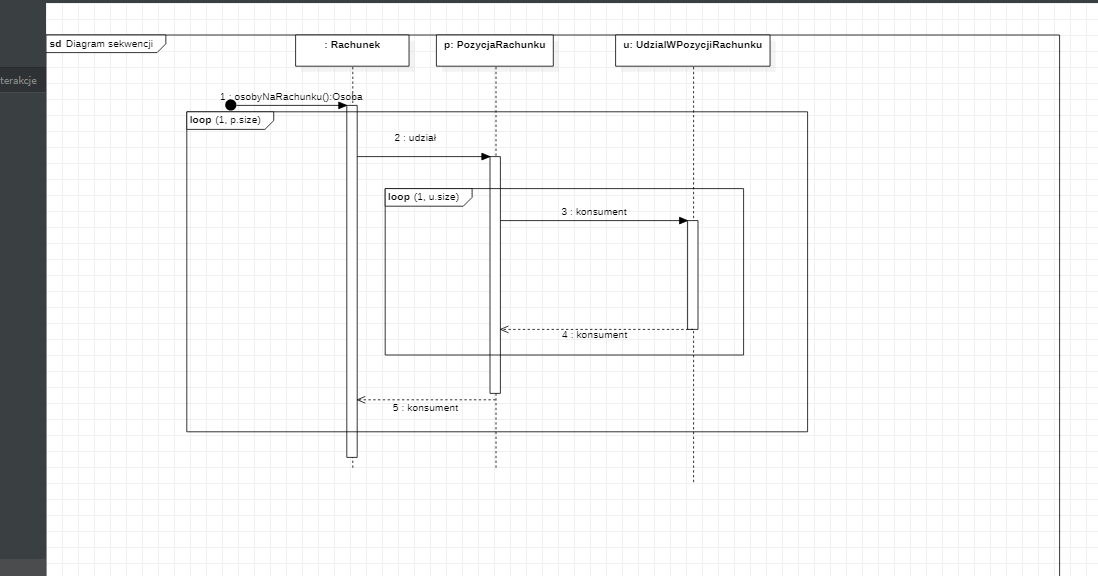 sd Diagram sekwencji
: Rachunek
p: PozycjaRachunku
u: UdzialWPozycjiRachunku
terakcje
1 : osobyNaRachunku():Osoba
loop (1, p.size)
2 : udział
loop (1, u.size)
3 : konsument
4 : konsument
5 : konsument